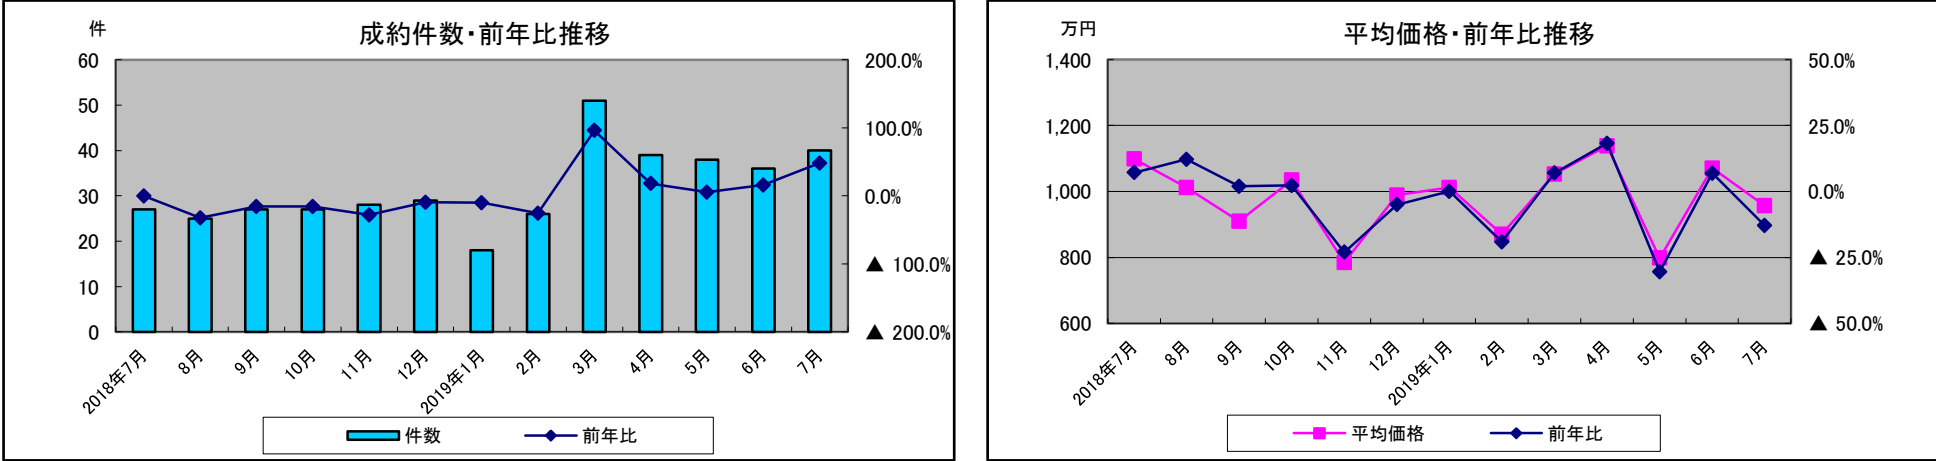 件
成約件数・前年比推移
60
50
40
30
20
10
0
200.0%
100.0%
0.0%
▲ 100.0%
▲ 200.0%
2018年7月
8月
9月
10月
11月
12月
2019年1月
2月
3月
4月
5月
6月
7月
件数
前年比
万円
平均価格・前年比推移
1,400
1,200
1,000
800
600
50.0%
25.0%
0.0%
▲ 25.0%
▲ 50.0%
2018年7月
8月
9月
10月
11月
12月
2019年1月
2月
3月
4月
5月
6月
7月
平均価格
前年比